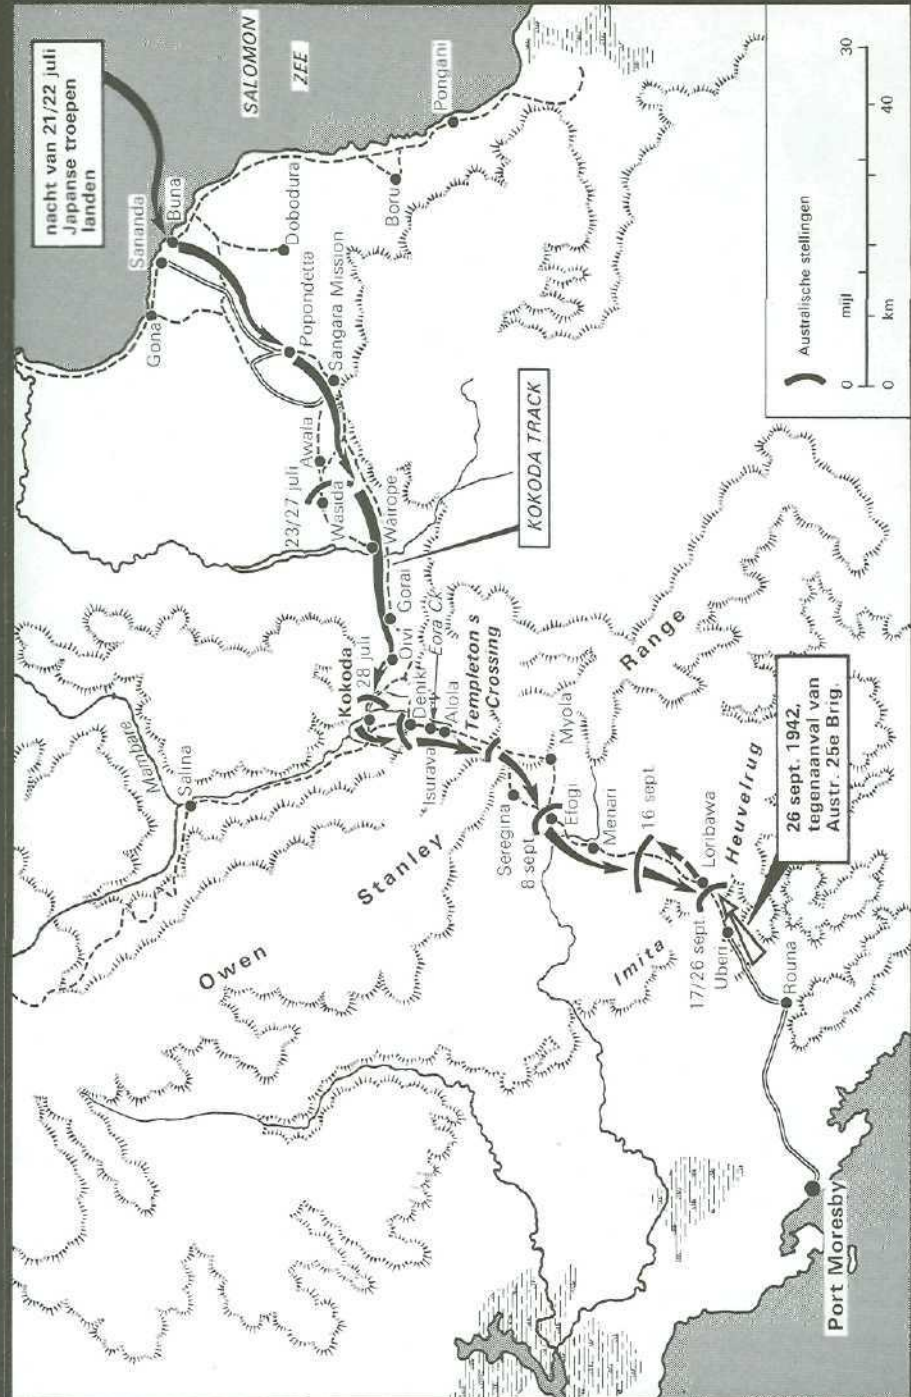 nacht van 21/22 juli
Japanse troepen
landen
SALOMON
ZEE
Sananda
Buna
Gona
Pongani
Dobodura
Boru
Popondetta
Sangara Mission
Awala
23/27 juli
Wasida
Wairope
KOKODA TRACK
Gorai
Oivi
Kokoda
28 juli
Deniki
Eora Ck
Isurava
Alola
Templeton s
Crossing
Mambare
Salina
Myola
Seregina
Efogi
8 sept
Menari
16 sept.
Owen
Stanley
Range
Loribawa
Imita
Heuvelrug
17/26 sept.
Uberi
26 sept. 1942,
tegenaanval van
Austr. 25e Brig.
Rouna
Port Moresby
Australische stellingen
0
mijl
30
0
km
40